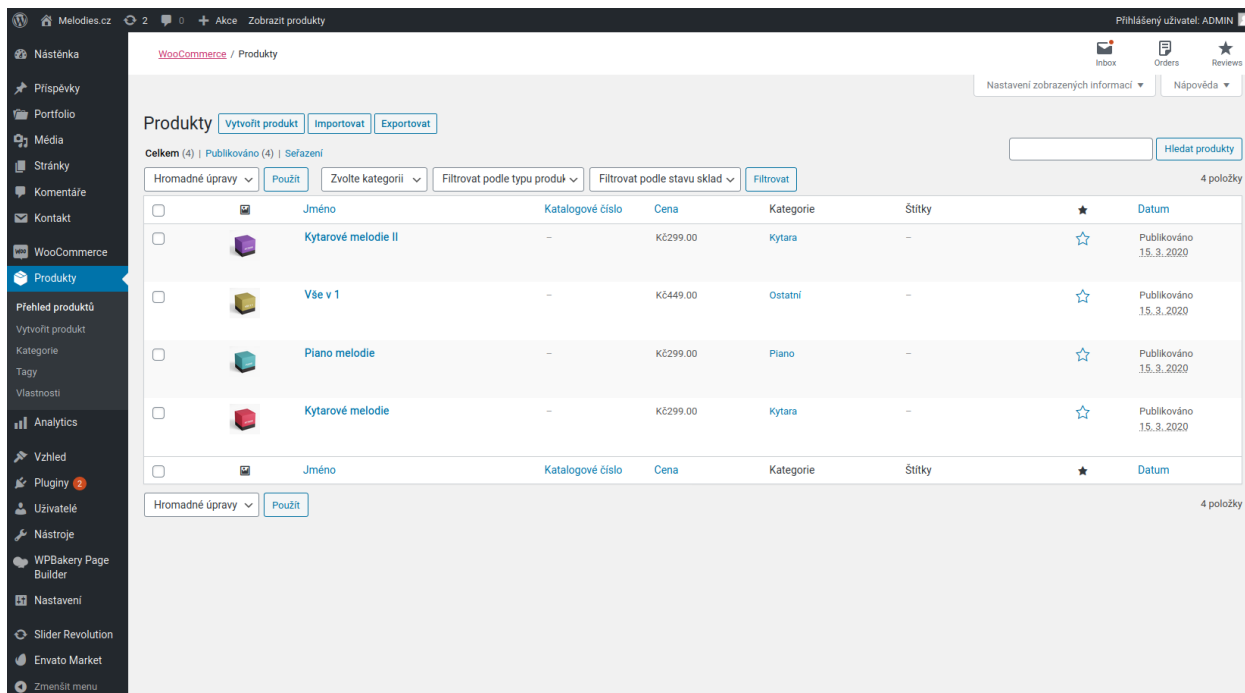 Melodies.cz 2 0 + Akce Zobrazit produkty Přihlášený uživatel: ADMIN
WooCommerce / Produkty
Inbox Orders Reviews
Nastavení zobrazených informací ▼ Nápověda ▼
Nástěnka
Příspěvky
Portfolio
Média
Stránky
Komentáře
Kontakt
WooCommerce
Produkty
Přehled produktů
Vytvořit produkt
Kategorie
Tagy
Vlastnosti
Analytics
Vzhled
Pluginy 2
Uživatelé
Nástroje
WPBakery Page
Builder
Nastavení
Slider Revolution
Envato Market
Zmenšit menu
Produkty Vytvořit produkt Importovat Exportovat
Celkem (4) | Publikováno (4) | Seřazení
Hledat produkty
Hromadné úpravy Použít Zvolte kategorii Filtrovat podle typu produk Filtrovat podle stavu sklad Filtrovat 4 položky
Jméno Katalogové číslo Cena Kategorie Štítky ★ Datum
Kytarové melodie II – Kč299.00 Kytara – Publikováno
15. 3. 2020
Vše v 1 – Kč449.00 Ostatní – Publikováno
15. 3. 2020
Piano melodie – Kč299.00 Piano – Publikováno
15. 3. 2020
Kytarové melodie – Kč299.00 Kytara – Publikováno
15. 3. 2020
Jméno Katalogové číslo Cena Kategorie Štítky ★ Datum
Hromadné úpravy Použít 4 položky